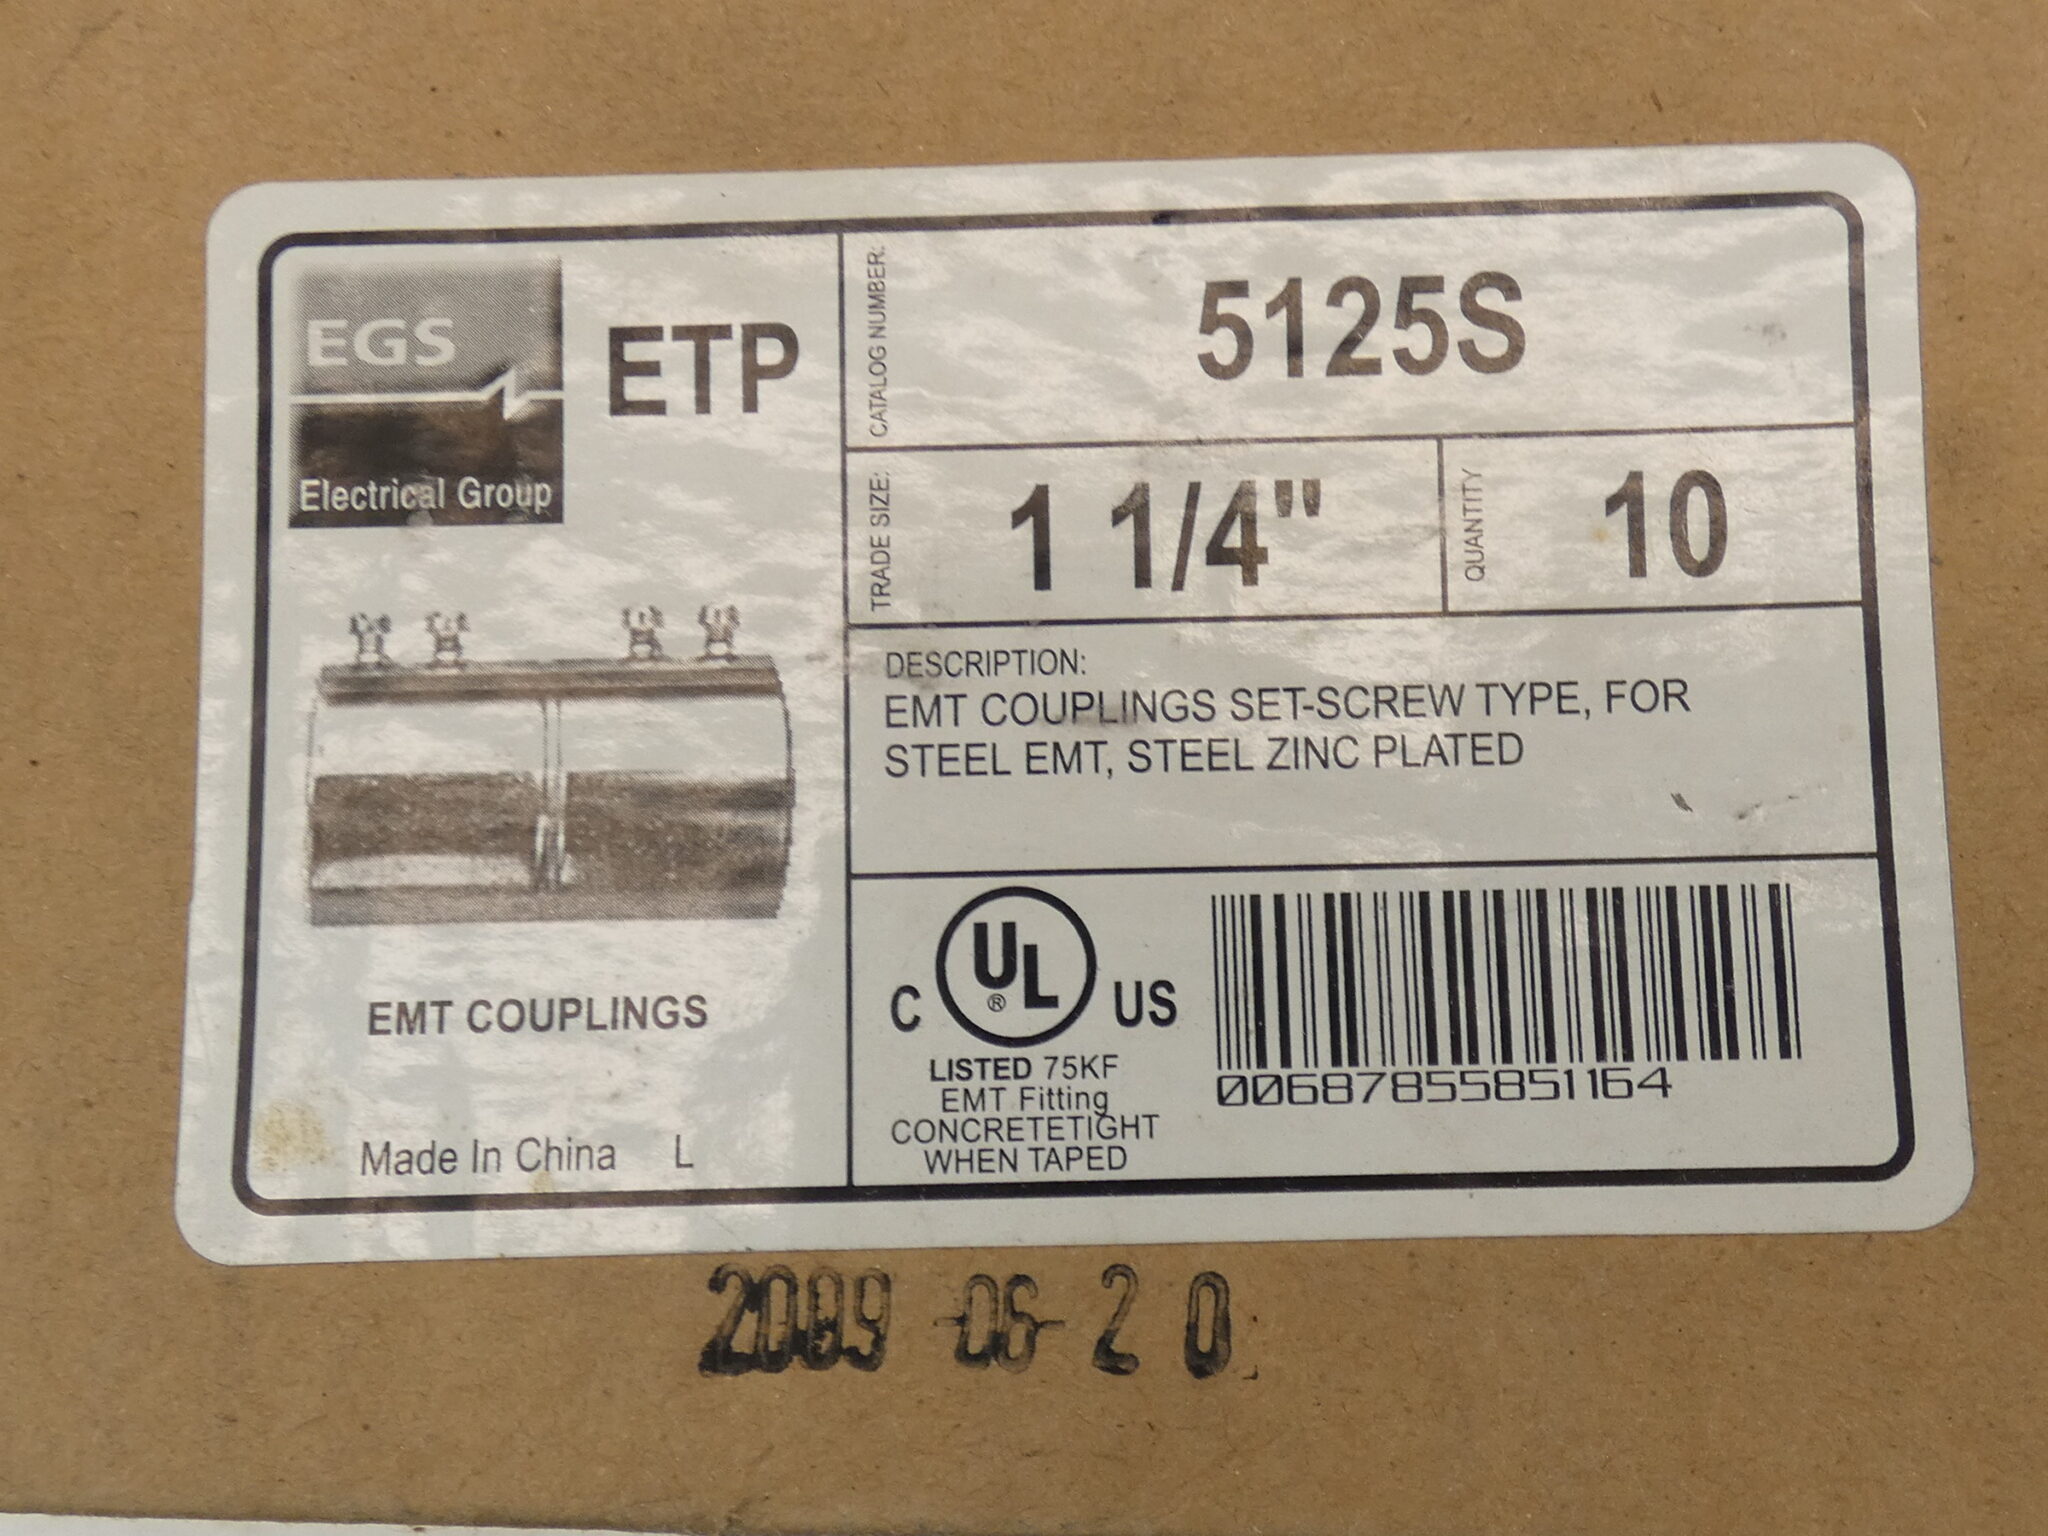 EGS
Electrical Group
ETP
EMT COUPLINGS
Made In China L
CATALOG NUMBER:
5125S
TRADE SIZE:
1 1/4"
QUANTITY
10
DESCRIPTION:
EMT COUPLINGS SET-SCREW TYPE, FOR
STEEL EMT, STEEL ZINC PLATED
C UL® US
LISTED 75KF
EMT Fitting
CONCRETETIGHT
WHEN TAPED
00687855851164
2009-06-20